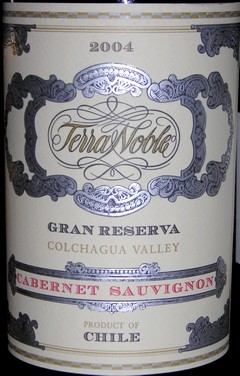 2004
TerraNoble
GRAN RESERVA
COLCHAGUA VALLEY
CABERNET SAUVIGNON
PRODUCT OF
CHILE